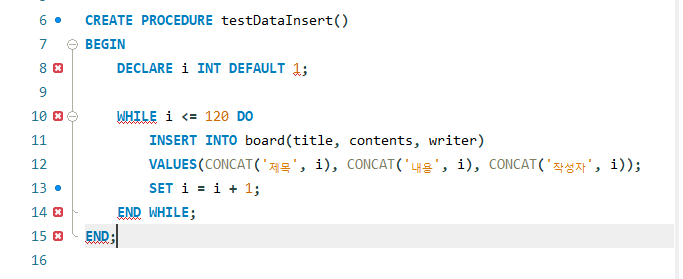 6 CREATE PROCEDURE testDataInsert()
7 BEGIN
8 DECLARE i INT DEFAULT 1;
9
10 WHILE i <= 120 DO
11 INSERT INTO board(title, contents, writer)
12 VALUES(CONCAT('제목', i), CONCAT('내용', i), CONCAT('작성자', i));
13 SET i = i + 1;
14 END WHILE;
15 END;
16